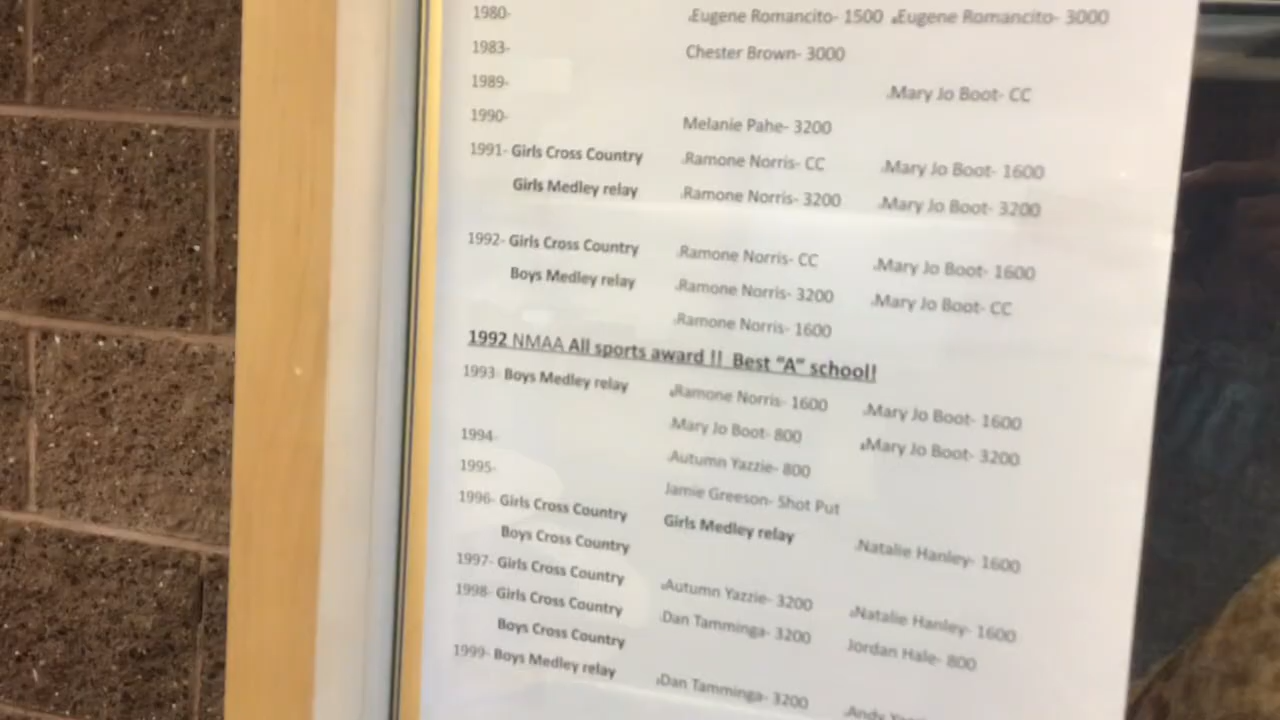 1980- Eugene Romancito- 1500 Eugene Romancito- 3000
1983- Chester Brown- 3000
1989- Mary Jo Boot- CC
1990- Melanie Pahe- 3200
1991- Girls Cross Country Ramone Norris- CC Mary Jo Boot- 1600
Girls Medley relay Ramone Norris- 3200 Mary Jo Boot- 3200
1992- Girls Cross Country Ramone Norris- CC Mary Jo Boot- 1600
Boys Medley relay Ramone Norris- 3200 Mary Jo Boot- CC
Ramone Norris- 1600
1992 NMAA All sports award !! Best "A" school!
1993- Boys Medley relay Ramone Norris- 1600 Mary Jo Boot- 1600
Mary Jo Boot- 800 Mary Jo Boot- 3200
1994- Autumn Yazzie- 800
1995- Jamie Greeson- Shot Put
1996- Girls Cross Country Girls Medley relay Natalie Hanley- 1600
Boys Cross Country
1997- Girls Cross Country Autumn Yazzie- 3200 Natalie Hanley- 1600
1998- Girls Cross Country Dan Tamminga- 3200 Jordan Hale- 800
Boys Cross Country
1999- Boys Medley relay Dan Tamminga- 3200 Andy